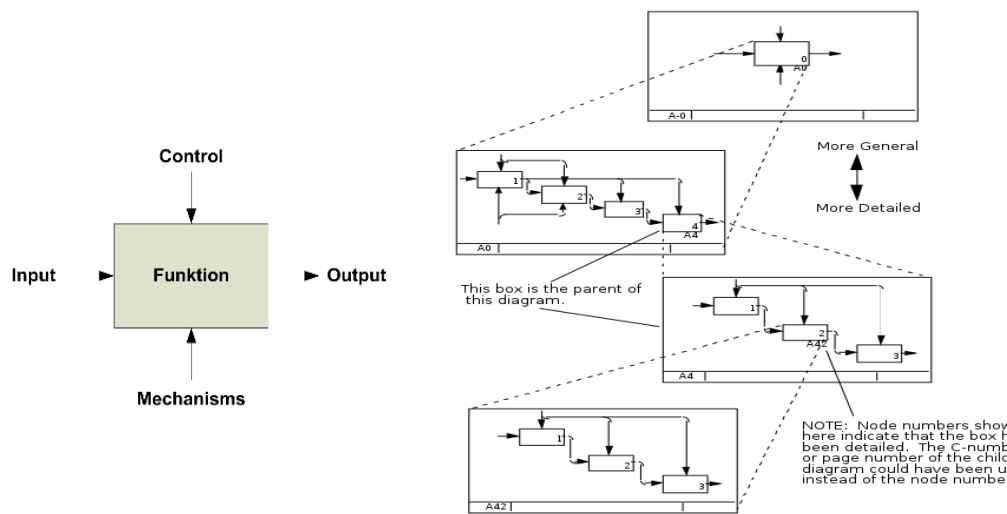 Control
Input
Funktion
Output
Mechanisms
0
A0
A-0
More General
More Detailed
1
2
3
4
A4
A0
This box is the parent of
this diagram.
1
2
A42
3
A4
NOTE: Node numbers show
here indicate that the box h
been detailed. The C-numb
or page number of the child
diagram could have been u
instead of the node numbe
1
2
3
A42